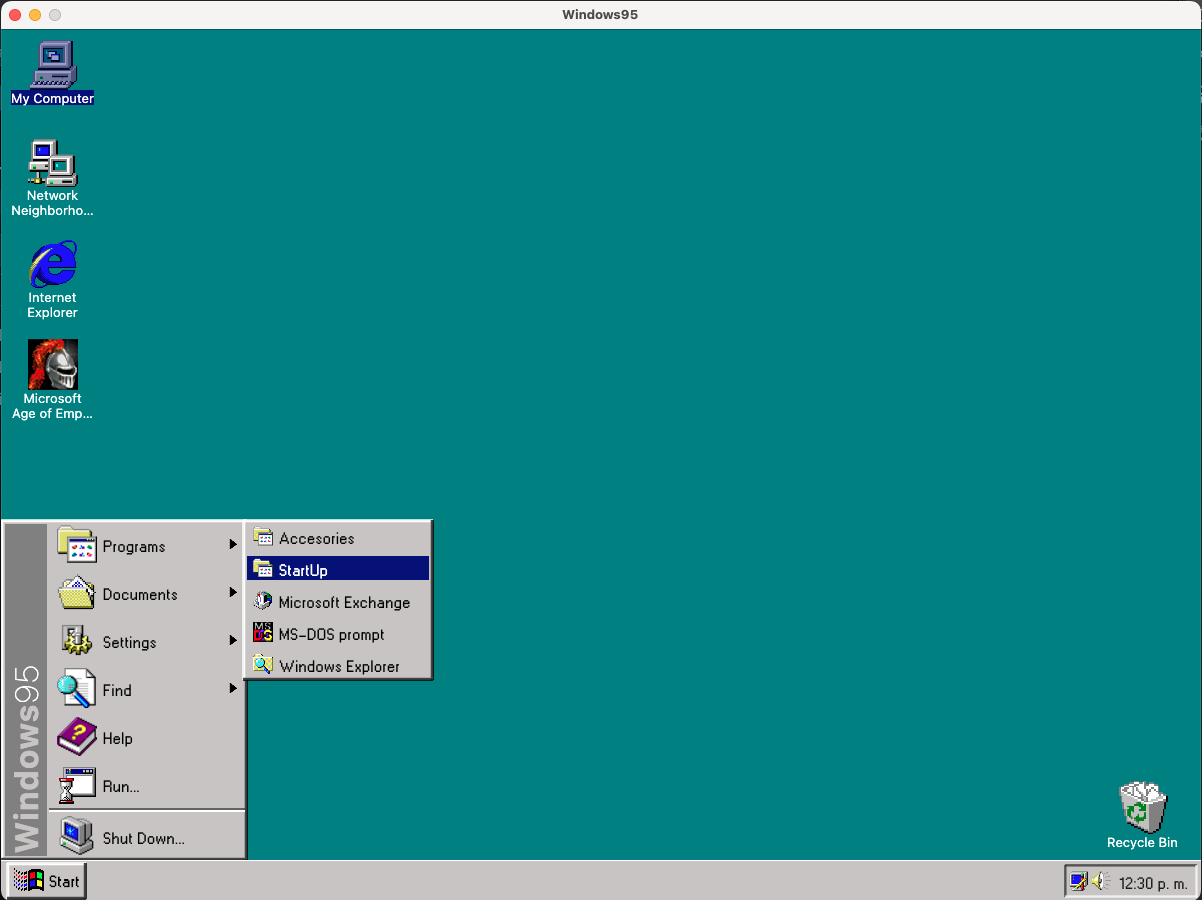 Windows95
My Computer
Network
Neighborho...
Internet
Explorer
Microsoft
Age of Emp...
Programs
Documents
Settings
Find
Help
Run...
Shut Down...
Windows95
Accesories
StartUp
Microsoft Exchange
MS-DOS prompt
Windows Explorer
Recycle Bin
Start
12:30 p. m.